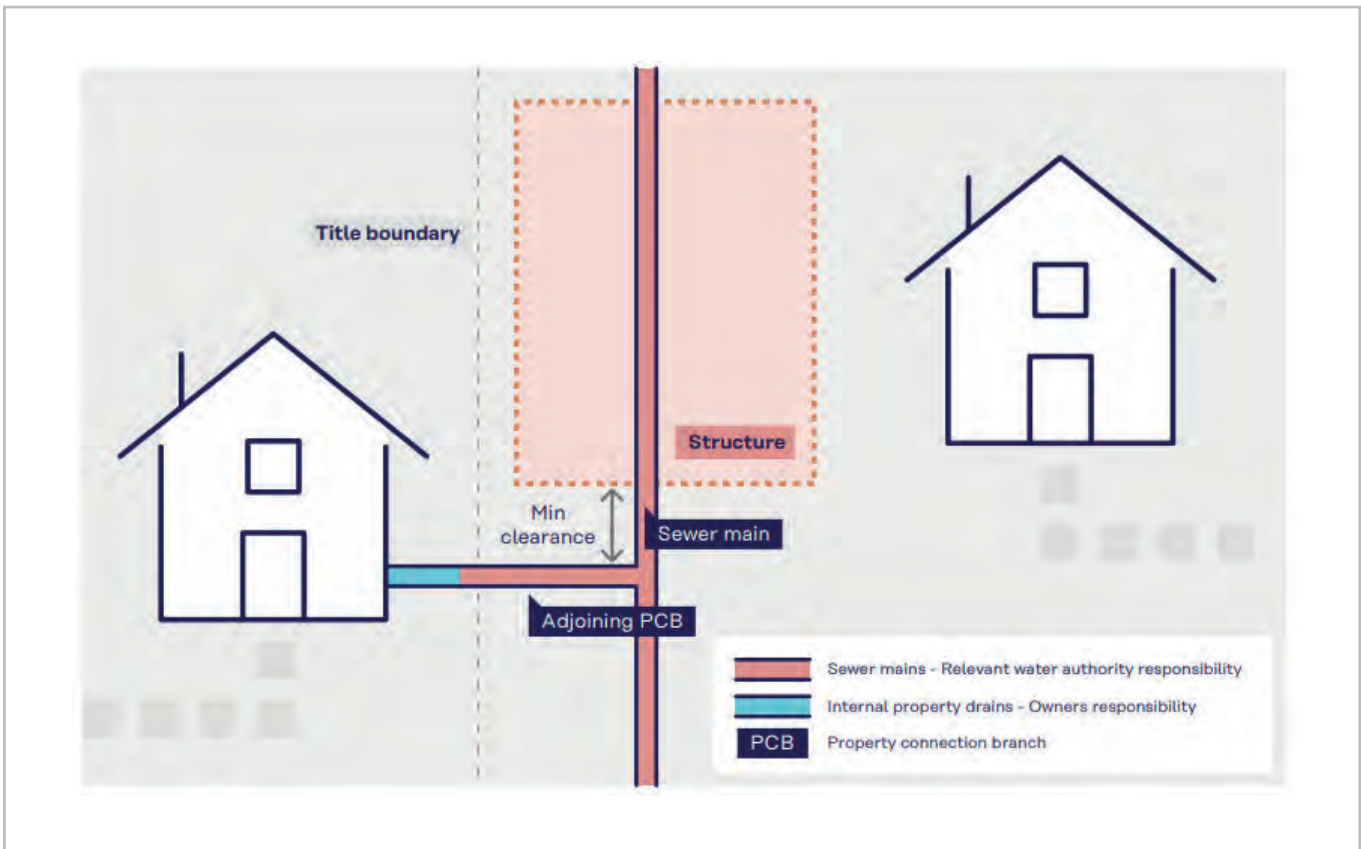 Title boundary
Structure
Min
clearance
Sewer main
Adjoining PCB
Sewer mains - Relevant water authority responsibility
Internal property drains - Owners responsibility
PCB Property connection branch